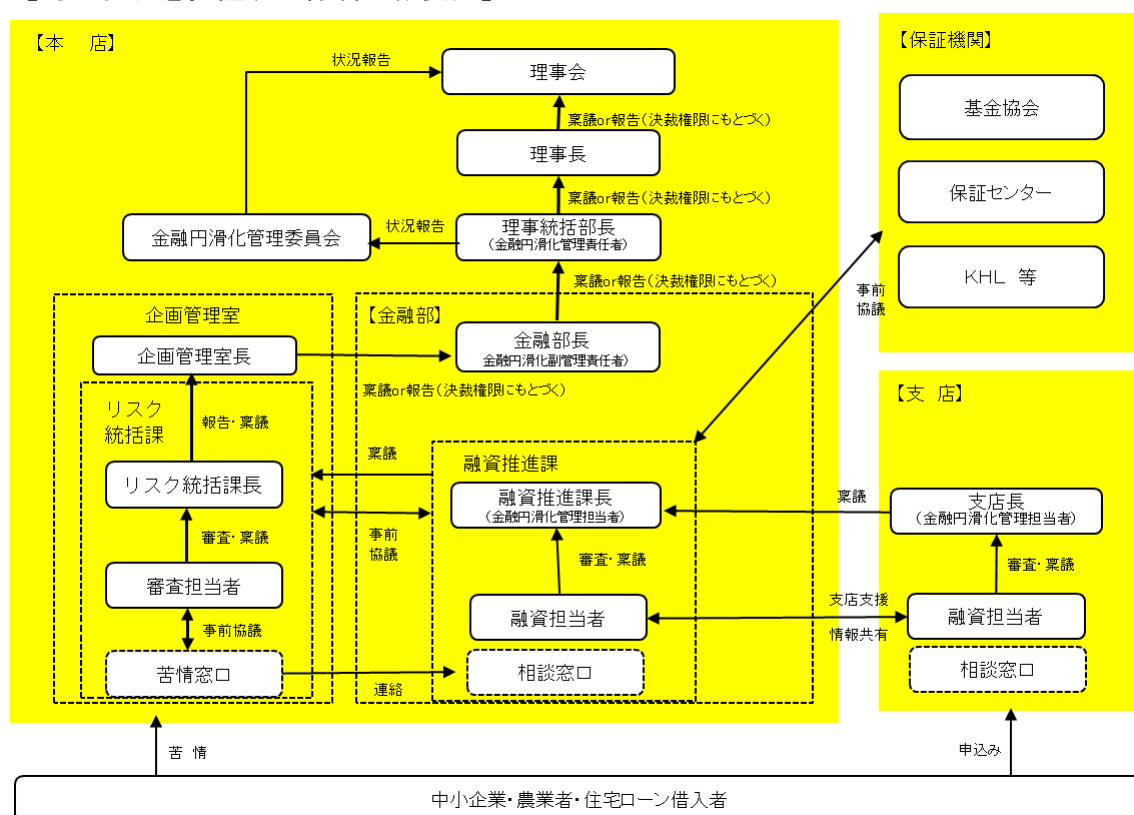 【本　店】
状況報告
理事会
稟議or報告(決裁権限にもとづく)
理事長
稟議or報告(決裁権限にもとづく)
金融円滑化管理委員会
状況報告
理事統括部長
(金融円滑化管理責任者)
稟議or報告(決裁権限にもとづく)
企画管理室
企画管理室長
【金融部】
金融部長
金融円滑化副管理責任者)
稟議or報告(決裁権限にもとづく)
リスク
統括課
報告・稟議
リスク統括課長
審査・稟議
審査担当者
事前協議
苦情窓口
稟議
事前
協議
連絡
融資推進課
融資推進課長
(金融円滑化管理担当者)
審査・稟議
融資担当者
相談窓口
【保証機関】
基金協会
保証センター
KHL 等
事前
協議
【支　店】
稟議
支店長
(金融円滑化管理担当者)
審査・稟議
支店支援
情報共有
融資担当者
相談窓口
苦 情
申込み
中小企業・農業者・住宅ローン借入者